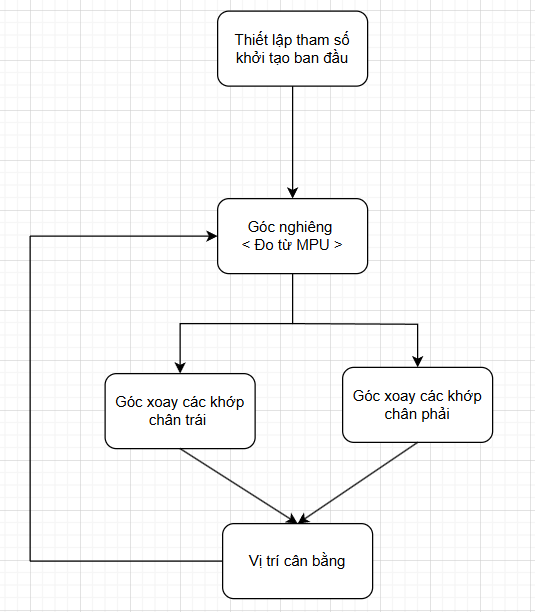 Thiết lập tham số
khởi tạo ban đầu
Góc nghiêng
< Đo từ MPU >
Góc xoay các khớp
chân trái
Góc xoay các khớp
chân phải
Vị trí cân bằng